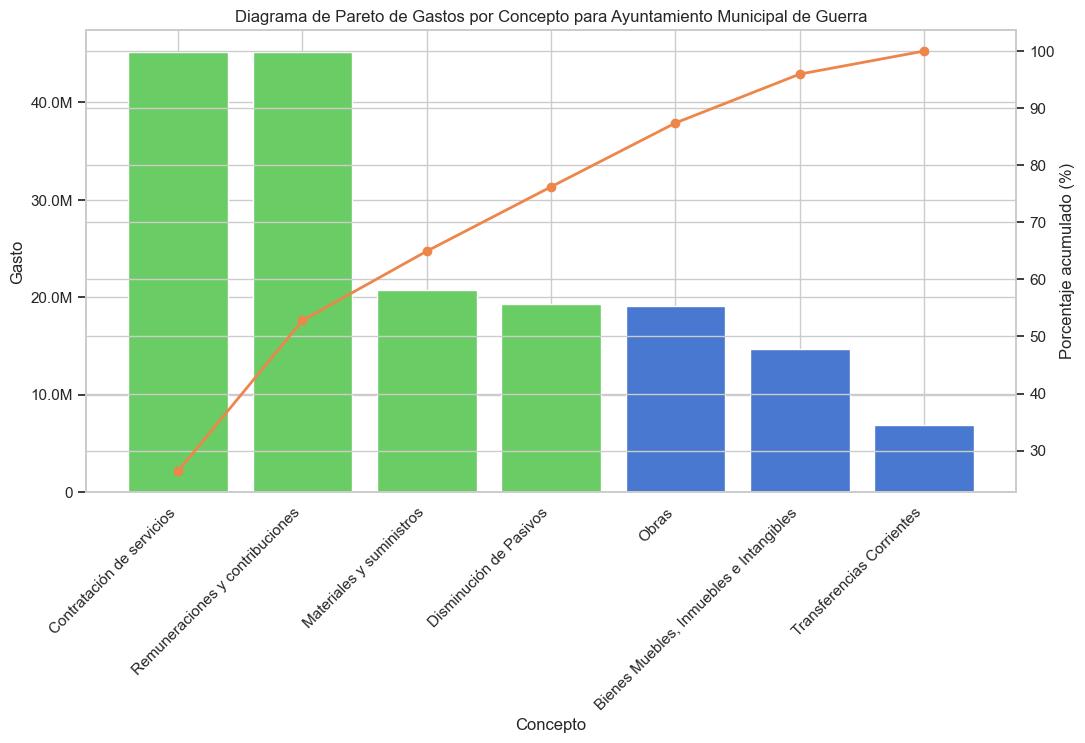 Diagrama de Pareto de Gastos por Concepto para Ayuntamiento Municipal de Guerra
Gasto
40.0M
30.0M
20.0M
10.0M
0
100
90
80
70
60
50
40
30
Porcentaje acumulado (%)
Contratación de servicios
Remuneraciones y contribuciones
Materiales y suministros
Disminución de Pasivos
Obras
Bienes Muebles, Inmuebles e Intangibles
Transferencias Corrientes
Concepto